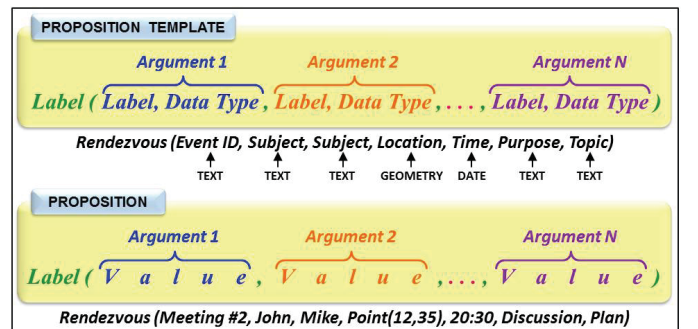 PROPOSITION TEMPLATE
Argument 1 Argument 2 Argument N
Label ( Label, Data Type , Label, Data Type , . . . , Label, Data Type )
Rendezvous (Event ID, Subject, Subject, Location, Time, Purpose, Topic)
TEXT TEXT TEXT GEOMETRY DATE TEXT TEXT
PROPOSITION
Argument 1 Argument 2 Argument N
Label ( V a l u e , V a l u e , . . . , V a l u e )
Rendezvous (Meeting #2, John, Mike, Point(12,35), 20:30, Discussion, Plan)